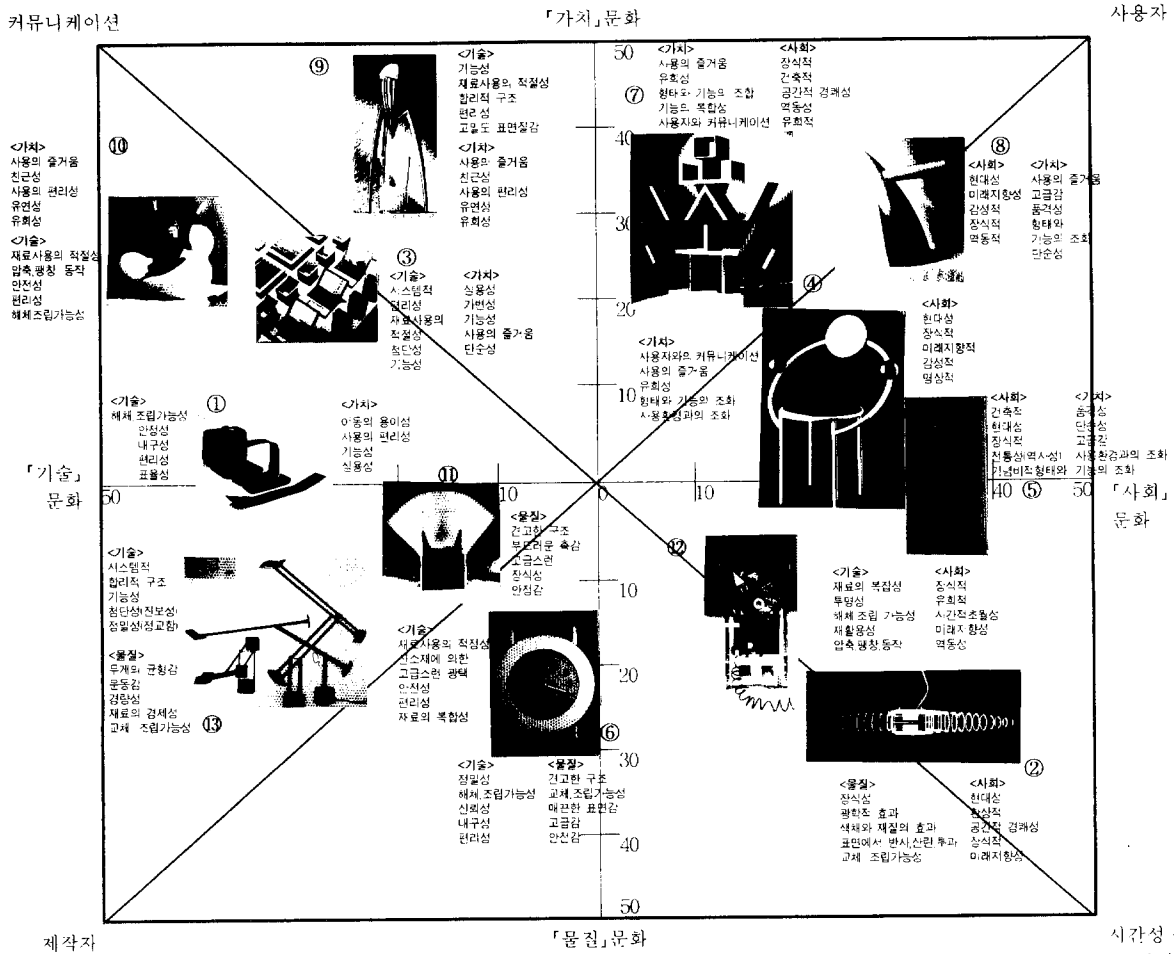 커뮤니케이션
「가치」문화
사용자
⑨
<기술>
기능성
재료사용의 적절성
합리적 구조
편리성
고밀도 표면질감
<가치>
사용의 즐거움
친근성
사용의 편리성
유연성
유희성
50
<가치>
사용의 즐거움
유희성
⑦ 형태와 기능의 조합
기능의 복합성
사용자와 커뮤니케이션
<사회>
장식적
건축적
공간적 경쾌성
역동성
유희적
40
⑩
<가치>
사용의 즐거움
친근성
사용의 편리성
유연성
유희성
<기술>
재료사용의 적절성
압축,팽창 동작
안전성
편리성
해체조립가능성
⑧
<사회>
현대성
미래지향성
감성적
장식적
역동적
<가치>
사용의 즐거움
고급감
품격성
형태와
기능의 조화
단순성
30
③
<기술>
시스템적
편리성
재료사용의
적절성
첨단성
기능성
<가치>
실용성
가변성
기능성
사용의 즐거움
단순성
20
④
<사회>
현대성
장식적
미래지향적
감성적
명상적
<가치>
사용자와의 커뮤니케이션
사용의 즐거움
유희성
형태와 기능의 조화
사용환경과의 조화
10
①
<기술>
해체 조립가능성
안정성
내구성
편리성
표율성
<가치>
이동의 용이성
사용의 편리성
기능성
실용성
<사회>
건축적
현대성
장식적
전통성(역사성)
기념비적형태와
<가치>
품격성
단순성
고급감
사용환경과의 조화
기능의 조화
「기술」
문화
50
⑪
10
0
10
40
⑤
50
「사회」
문화
<물질>
견고한 구조
부드러운 촉감
고급스런
장식성
안정감
⑫
<기술>
재료의 복잡성
투명성
해체 조립 가능성
재활용성
압축 팽창,동작
<사회>
장식적
유희적
시간적초월성
미래지향성
역동성
<기술>
시스템적
합리적 구조
기능성
첨단성(진보성)
정밀성(정교함)
<물질>
무게와 균형감
운동감
경량성
재료의 경제성
교체 조립가능성
⑬
10
<기술>
재료사용의 적정성
신소재에 의한
고급스런 광택
안전성
편리성
재료의 복합성
20
⑥
30
<기술>
정밀성
해체,조립가능성
신뢰성
내구성
편리성
<물질>
견고한 구조
교체,조립가능성
매끈한 표면감
고급감
안전감
40
②
<물질>
장식성
광학적 효과
색채와 재질의 효과
표면에서 반사,산란,투과
교체 조립가능성
<사회>
현대성
환상적
공간적 경쾌성
장식적
미래지향성
50
제작자
「물질」문화
시간성